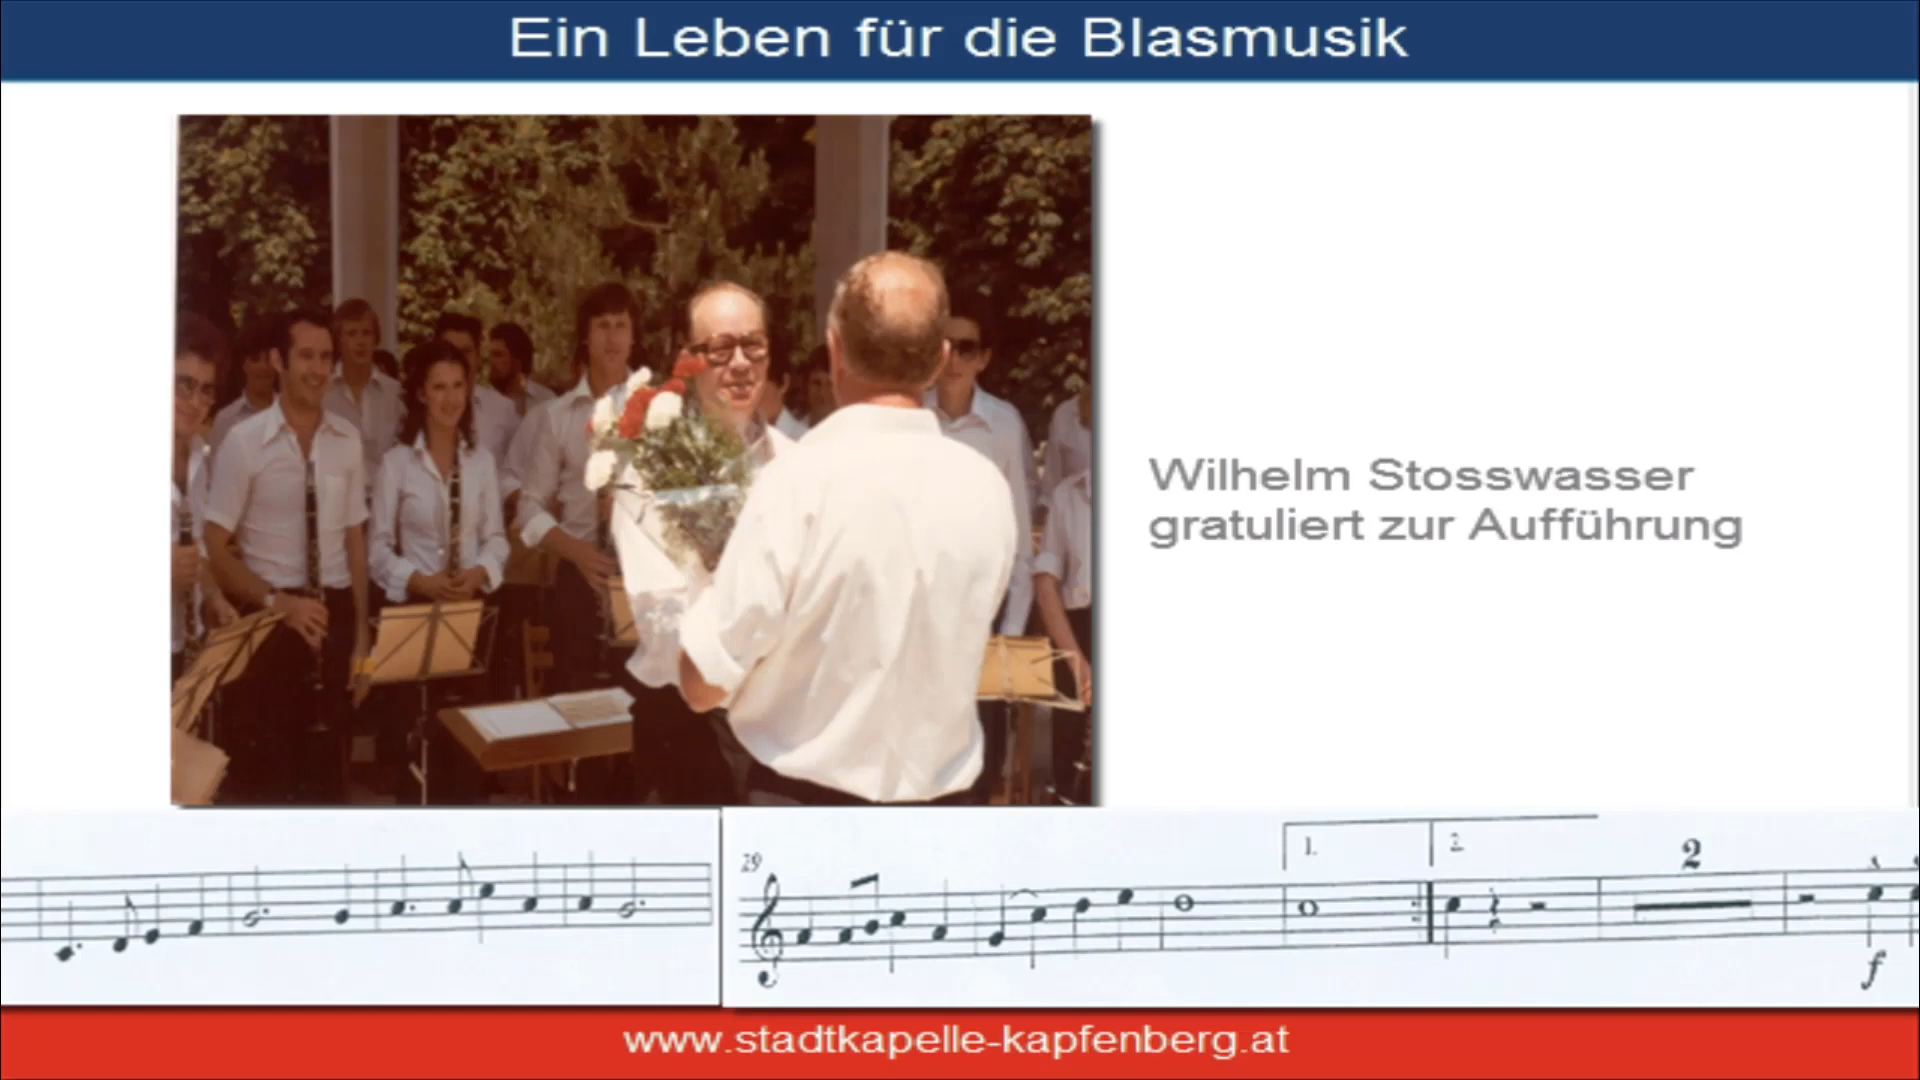 Ein Leben für die Blasmusik
Wilhelm Stosswasser
gratuliert zur Aufführung
29
1.
2.
2
f
www.stadtkapelle-kapfenberg.at